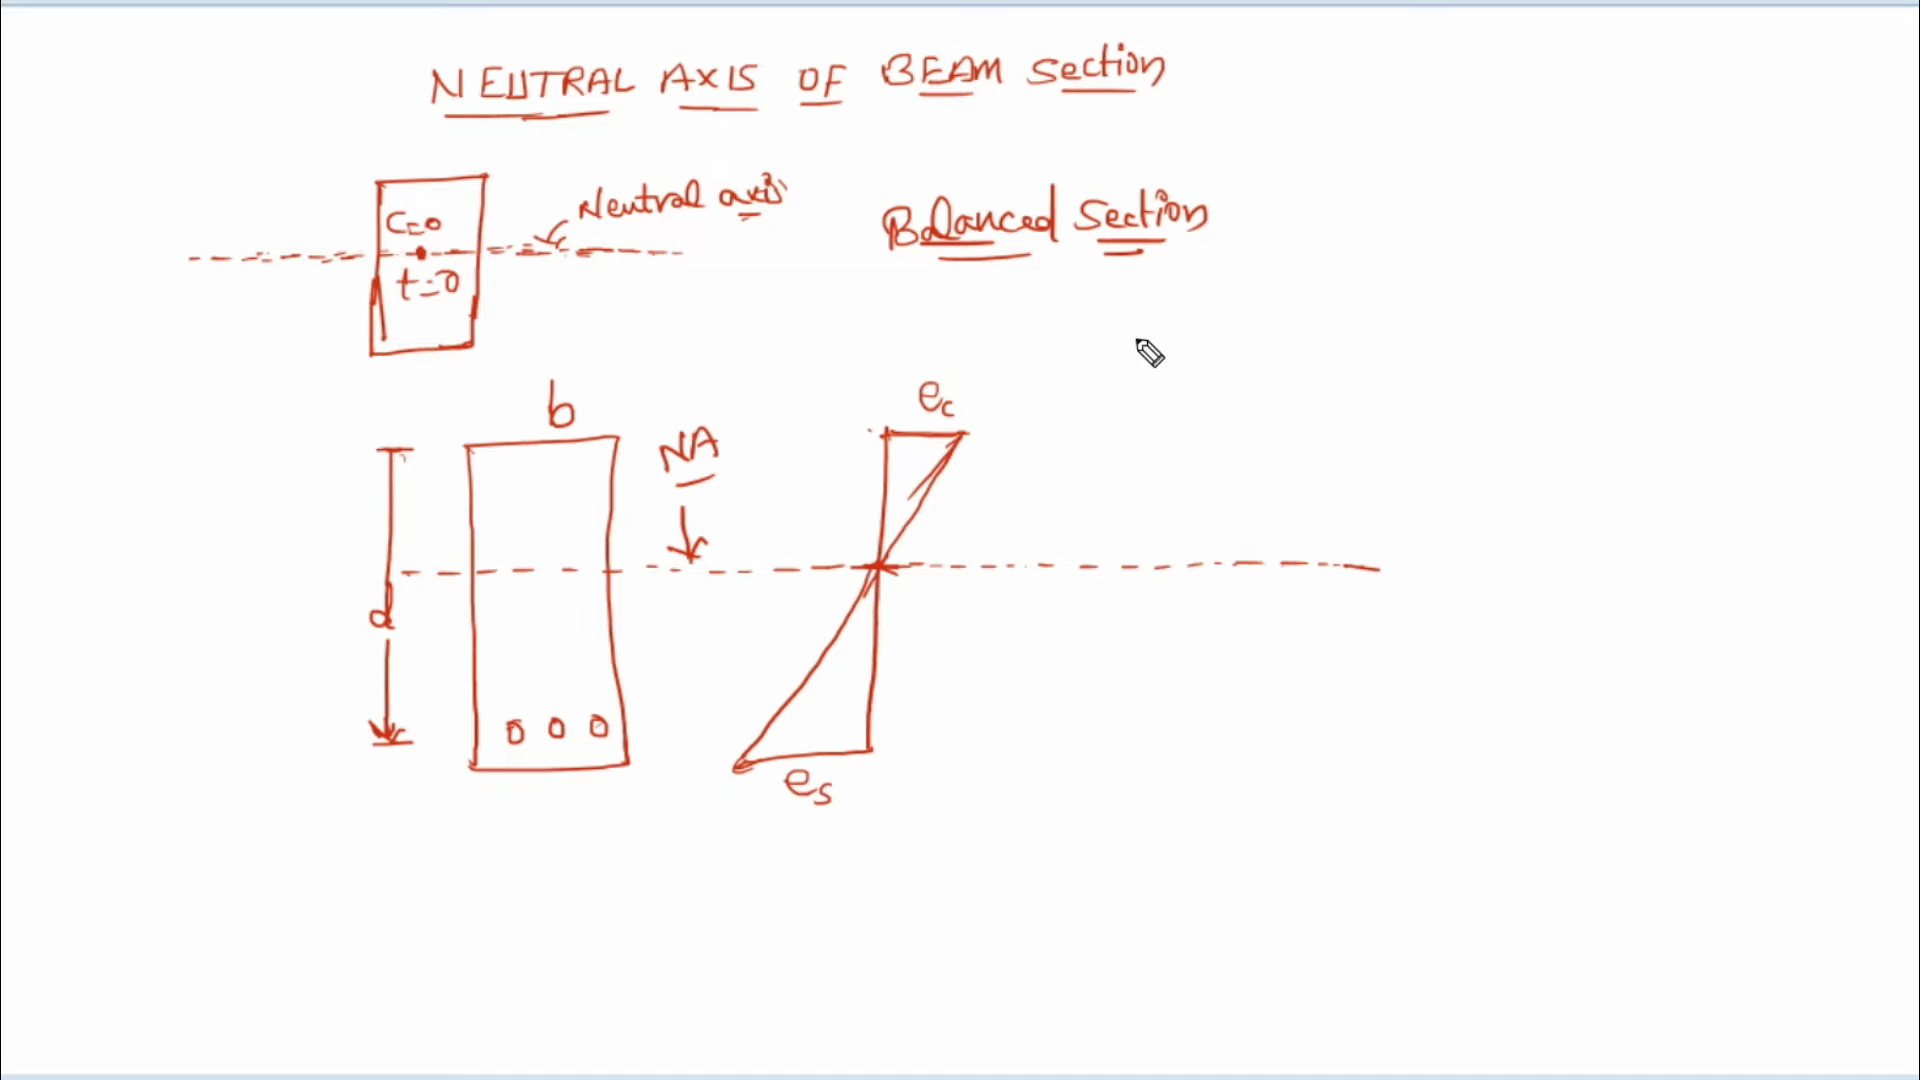 NEUTRAL AXIS OF BEAM Section
Neutral axis
Balanced Section
C=0
t=0
b
NA
ec
d
es